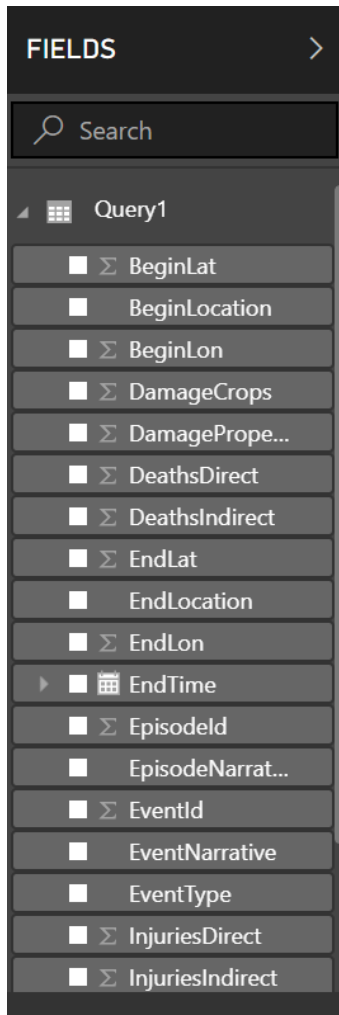 FIELDS
Search
Query1
Σ BeginLat
BeginLocation
Σ BeginLon
Σ DamageCrops
Σ DamagePrope...
Σ DeathsDirect
Σ DeathsIndirect
Σ EndLat
EndLocation
Σ EndLon
EndTime
Σ EpisodeId
EpisodeNarrat...
Σ EventId
EventNarrative
EventType
Σ InjuriesDirect
Σ InjuriesIndirect